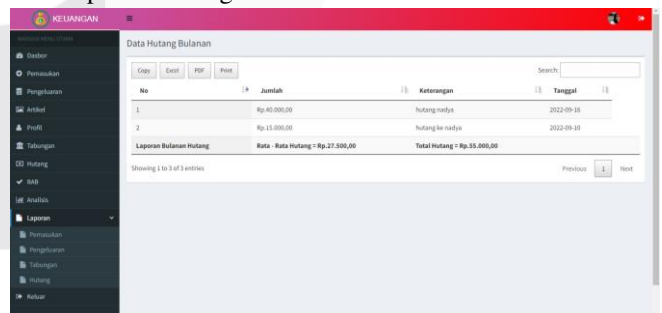 KEUANGAN
Data Hutang Bulanan
Dasbor
Pemasukan
Pengeluaran
Artikel
Profil
Tabungan
Hutang
RAB
Analisis
Laporan
Pemasukan
Pengeluaran
Tabungan
Hutang
Keluar
Copy Excel PDF Print
Search:
No Jumlah Keterangan Tanggal
1 Rp.40.000,00 hutang nadya 2022-09-16
2 Rp.15.000,00 hutang ke nadya 2022-09-10
Laporan Bulanan Hutang Rata - Rata Hutang = Rp.27.500,00 Total Hutang = Rp.55.000,00
Showing 1 to 3 of 3 entries
Previous 1 Next